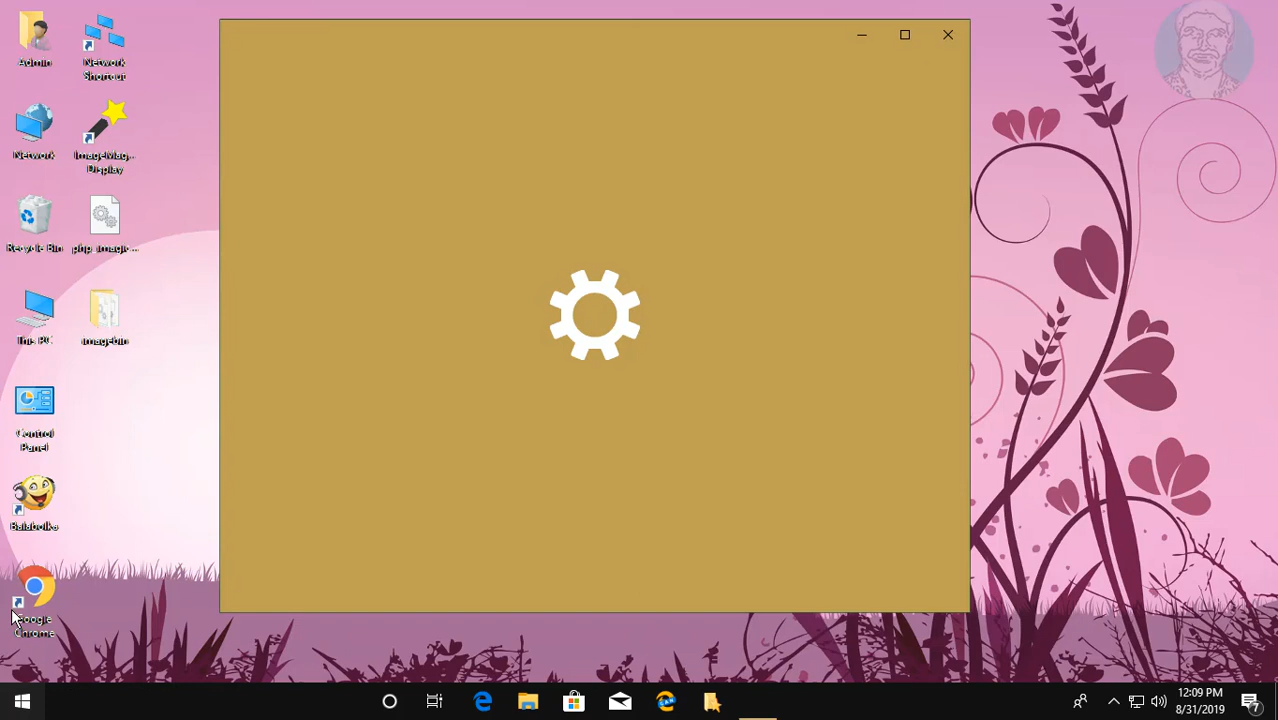 Admin
Network
Shortcut
Network
ImageMag...
Display
Recycle Bin
php_imagic...
This PC
imagebin
Control
Panel
Balabolka
Google
Chrome
12:09 PM
8/31/2019
7